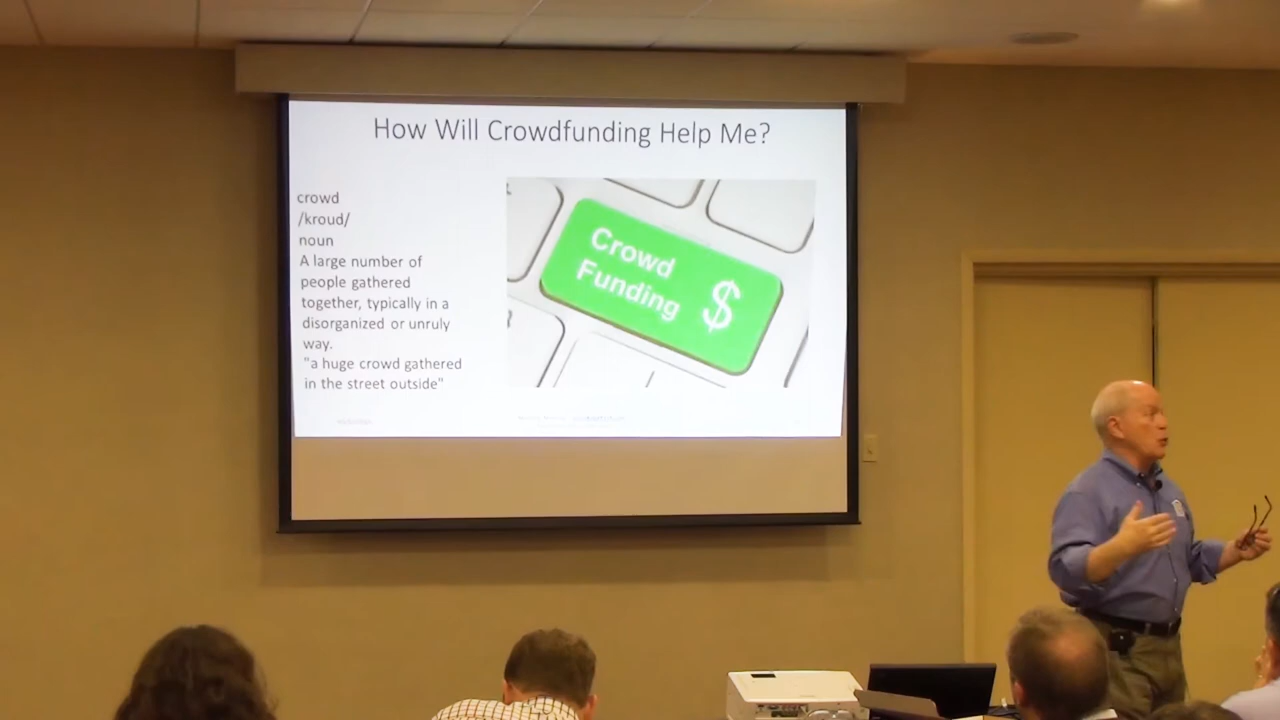 How Will Crowdfunding Help Me?
crowd
/kroud/
noun
A large number of
people gathered
together, typically in a
disorganized or unruly
way.
"a huge crowd gathered
in the street outside"
Crowd
Funding $